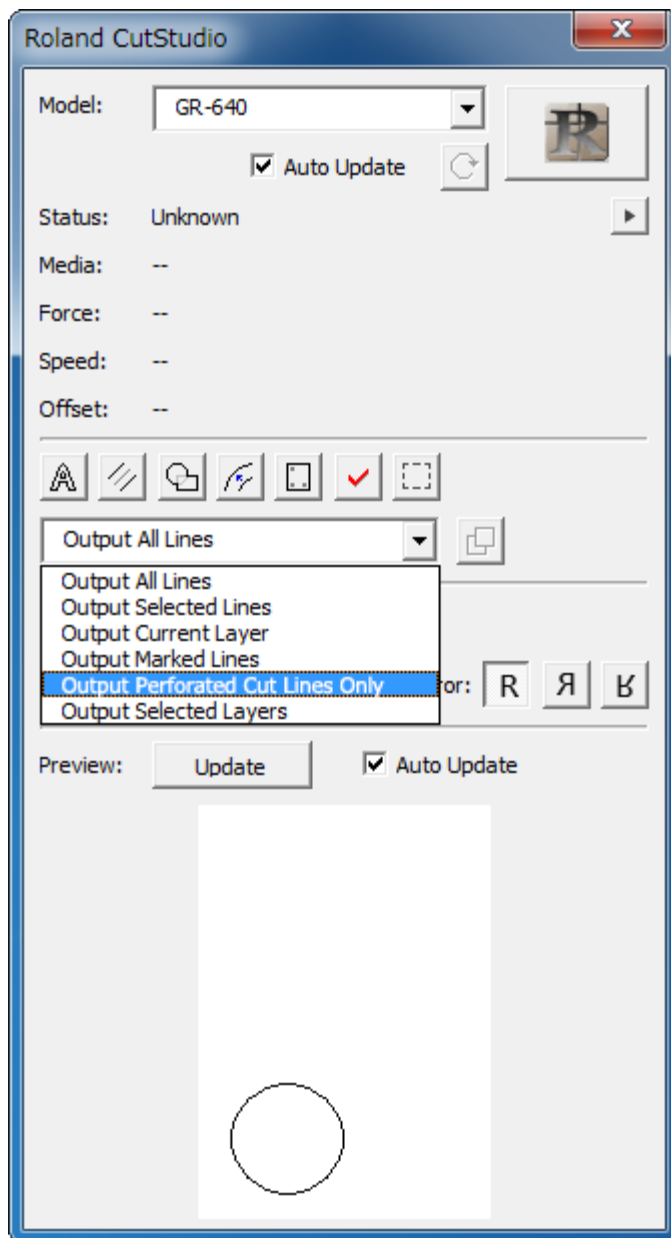 Roland CutStudio
Model: GR-640
Auto Update
Status: Unknown
Media: --
Force: --
Speed: --
Offset: --
Output All Lines
Output All Lines
Output Selected Lines
Output Current Layer
Output Marked Lines
Output Perforated Cut Lines Only
Output Selected Layers
or: R R R
Preview: Update Auto Update